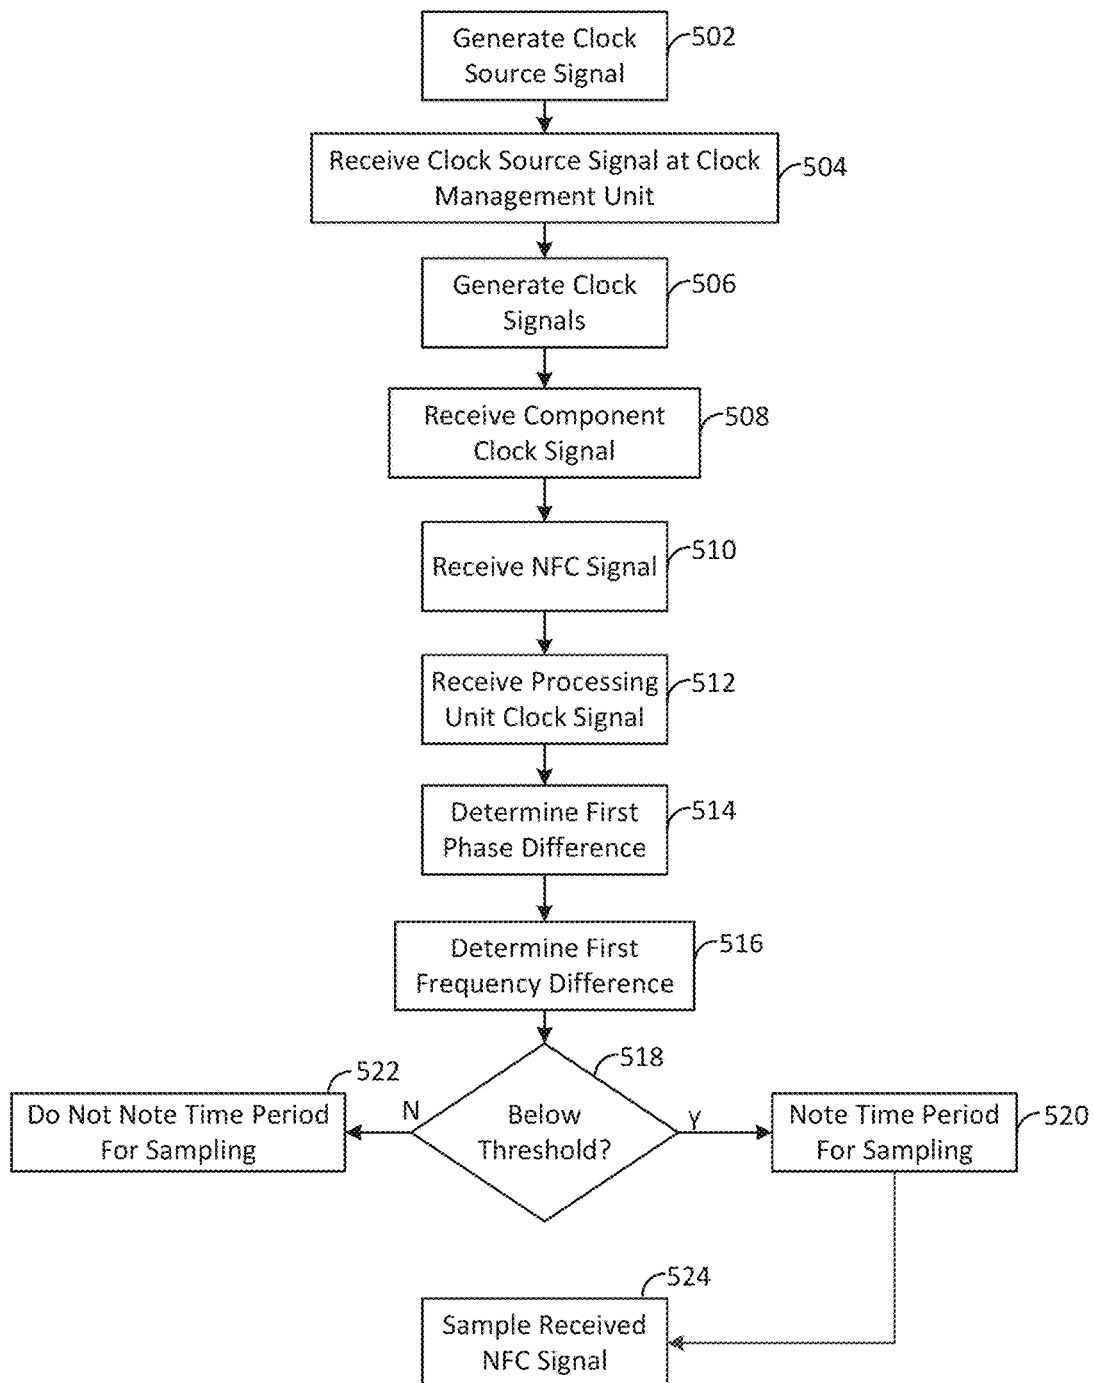 Generate Clock
Source Signal
502
Receive Clock Source Signal at Clock
Management Unit
504
Generate Clock
Signals
506
Receive Component
Clock Signal
508
Receive NFC Signal
510
Receive Processing
Unit Clock Signal
512
Determine First
Phase Difference
514
Determine First
Frequency Difference
516
518
Below
Threshold?
N
Y
522
Do Not Note Time Period
For Sampling
Note Time Period
For Sampling
520
524
Sample Received
NFC Signal